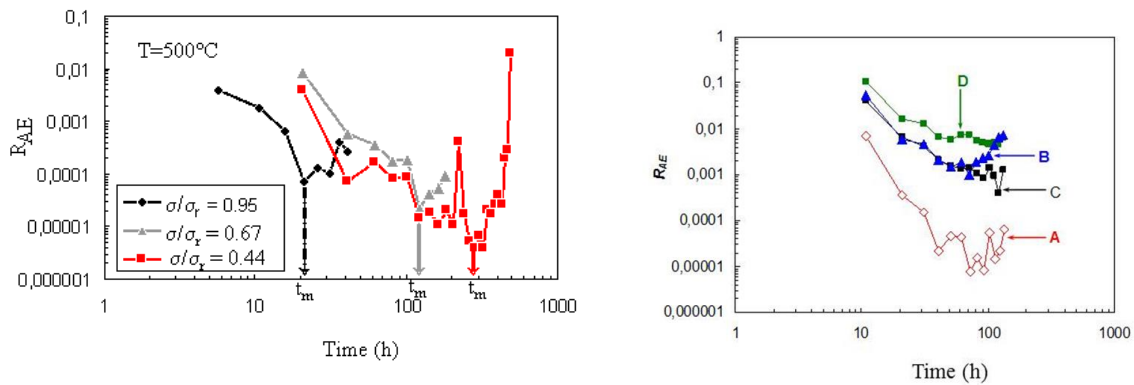 0,1
T=500°C
0,01
0,001
0,0001
0,00001
0,000001
R_AE
σ/σr = 0.95
σ/σr = 0.67
σ/σr = 0.44
tm
tm
tm
1
10
100
1000
Time (h)
1
0,1
0,01
0,001
0,0001
0,00001
0,000001
R_AE
D
B
C
A
1
10
100
1000
Time (h)